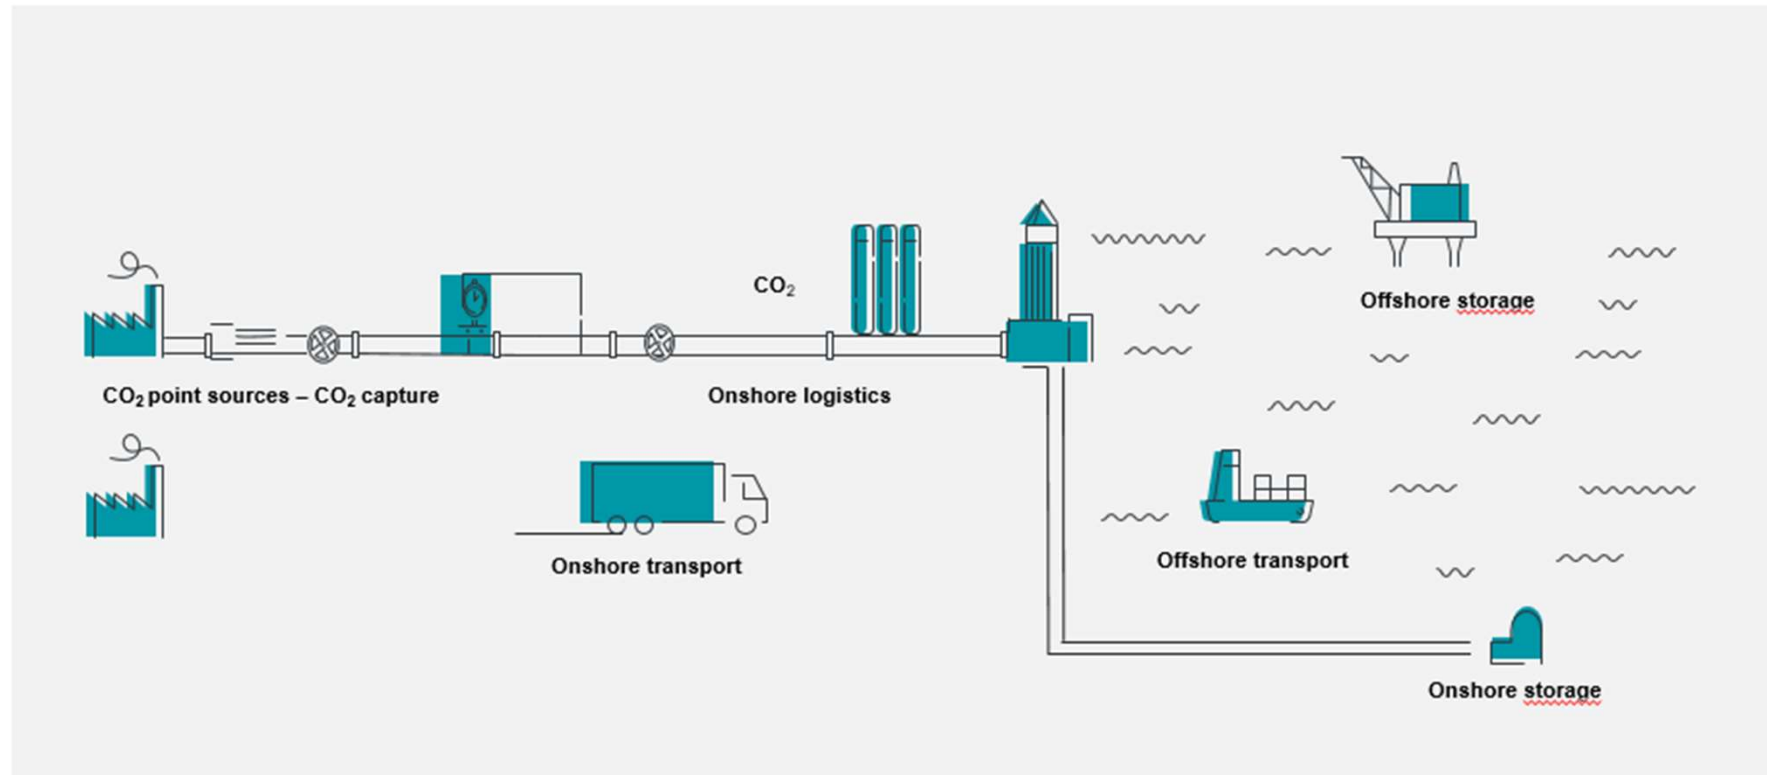 CO₂
Offshore storage
CO₂ point sources – CO₂ capture
Onshore logistics
Onshore transport
Offshore transport
Onshore storage